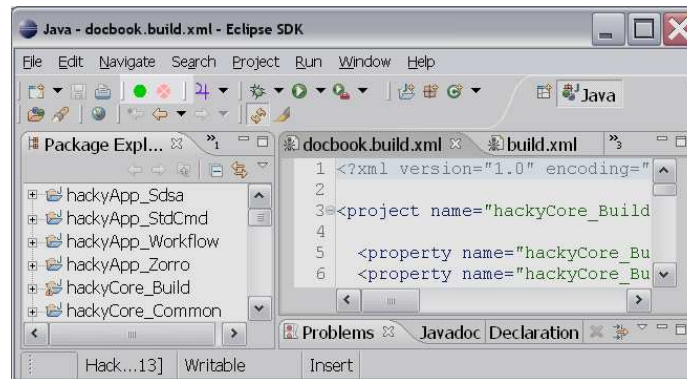 Java - docbook.build.xml - Eclipse SDK
File Edit Navigate Search Project Run Window Help
Java
Package Expl... »1
docbook.build.xml build.xml »3
1 <?xml version="1.0" encoding="
2
3 <project name="hackyCore_Build
4
5 <property name="hackyCore_Bu
6 <property name="hackyCore_Bu
hackyApp_Sdsa
hackyApp_StdCmd
hackyApp_Workflow
hackyApp_Zorro
hackyCore_Build
hackyCore_Common
Problems Javadoc Declaration
Hack...13] Writable Insert